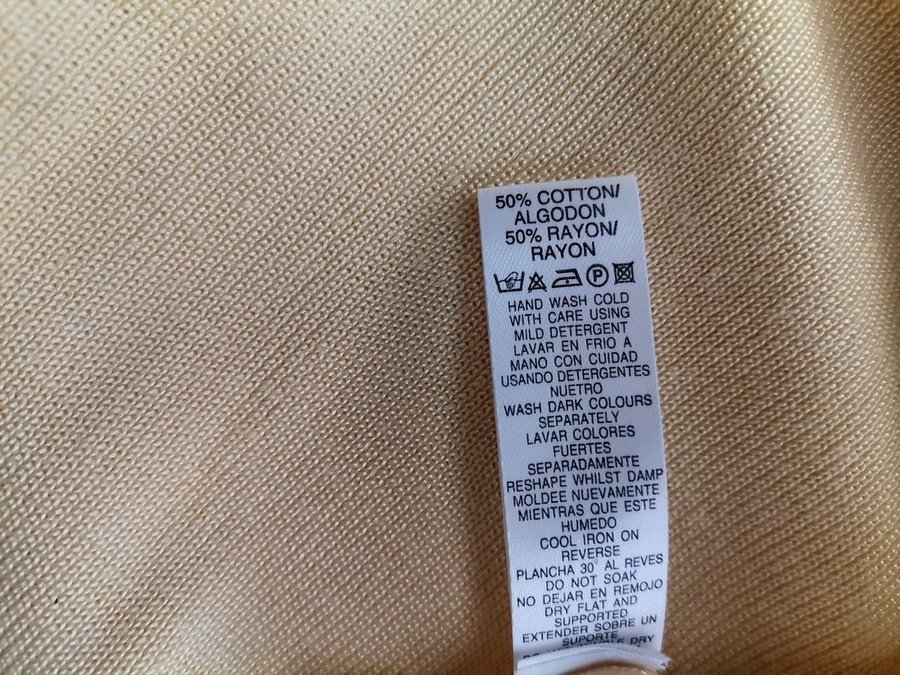 50% COTTON/
ALGODON
50% RAYON/
RAYON
P
HAND WASH COLD
WITH CARE USING
MILD DETERGENT
LAVAR EN FRIO A
MANO CON CUIDAD
USANDO DETERGENTES
NUETRO
WASH DARK COLOURS
SEPARATELY
LAVAR COLORES
FUERTES
SEPARADAMENTE
RESHAPE WHILST DAMP
MOLDEE NUEVAMENTE
MIENTRAS QUE ESTE
HUMEDO
COOL IRON ON
REVERSE
PLANCHA 30° AL REVES
DO NOT SOAK
NO DEJAR EN REMOJO
DRY FLAT AND
SUPPORTED
EXTENDER SOBRE UN
SUPORTE
DRY